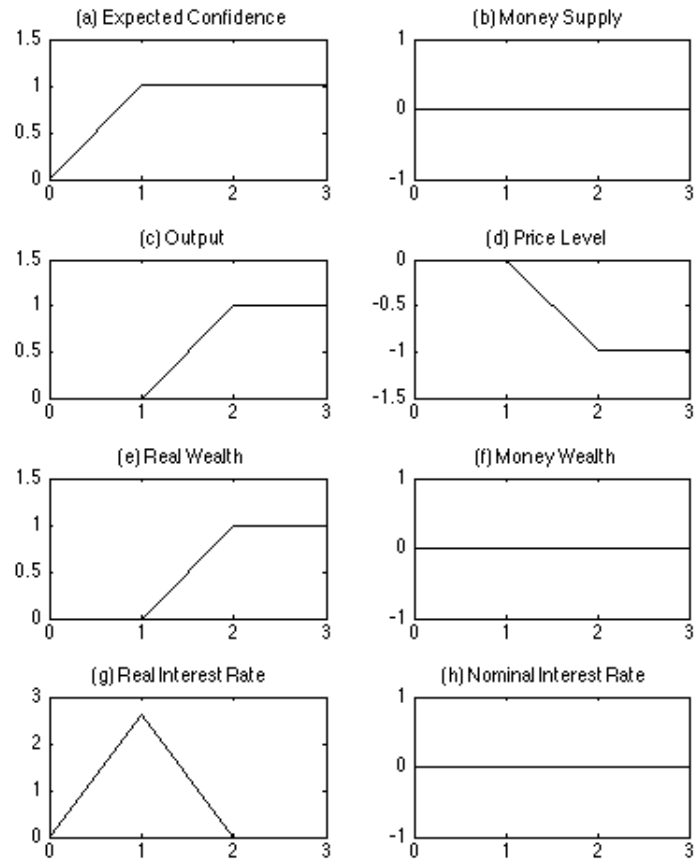 (a) Expected Confidence
1.5
1
0.5
0
0 1 2 3
(b) Money Supply
1
0
-1
0 1 2 3
(c) Output
1.5
1
0.5
0
0 1 2 3
(d) Price Level
0
-0.5
-1
-1.5
0 1 2 3
(e) Real Wealth
1.5
1
0.5
0
0 1 2 3
(f) Money Wealth
1
0
-1
0 1 2 3
(g) Real Interest Rate
3
2
1
0
0 1 2 3
(h) Nominal Interest Rate
1
0
-1
0 1 2 3